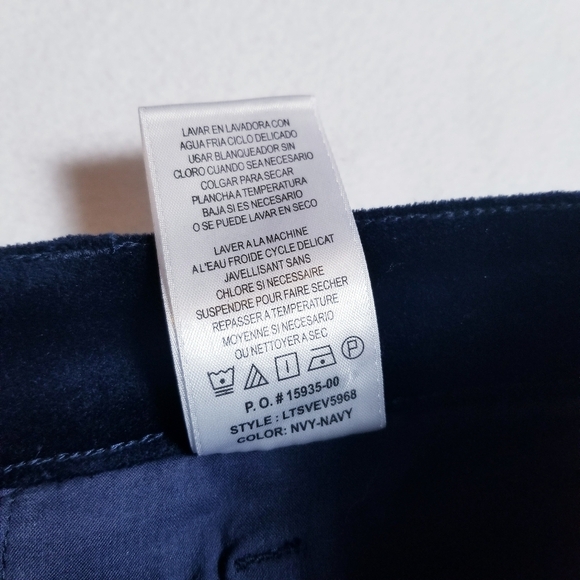 LAVAR EN LAVADORA CON
AGUA FRIA CICLO DELICADO
USAR BLANQUEADOR SIN
CLORO CUANDO SEA NECESARIO
COLGAR PARA SECAR
PLANCHA A TEMPERATURA
BAJA SI ES NECESARIO
O SE PUEDE LAVAR EN SECO
LAVER A LA MACHINE
A L'EAU FROIDE CYCLE DELICAT
JAVELLISANT SANS
CHLORE SI NECESSAIRE
SUSPENDRE POUR FAIRE SECHER
REPASSER A TEMPERATURE
MOYENNE SI NECESARIO
OU NETTOYER A SEC
P
P. O. # 15935-00
STYLE : LTSVEV5968
COLOR: NVY-NAVY